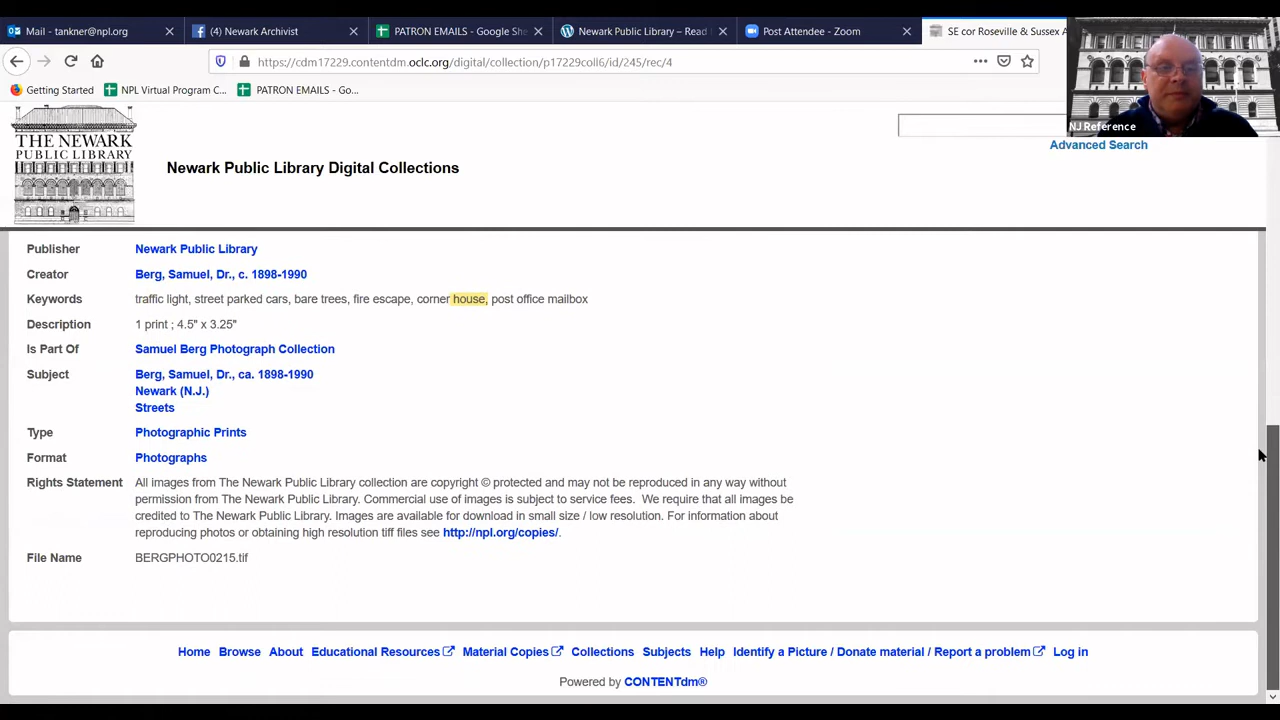 Mail - tankner@npl.org
(4) Newark Archivist
PATRON EMAILS - Google She
Newark Public Library – Read
Post Attendee - Zoom
SE cor Roseville & Sussex A
https://cdm17229.contentdm.oclc.org/digital/collection/p17229coll6/id/245/rec/4
Getting Started
NPL Virtual Program C...
PATRON EMAILS - Go...
NJ Reference
THE NEWARK
PUBLIC LIBRARY
Newark Public Library Digital Collections
Advanced Search
Publisher Newark Public Library
Creator Berg, Samuel, Dr., c. 1898-1990
Keywords traffic light, street parked cars, bare trees, fire escape, corner house, post office mailbox
Description 1 print ; 4.5" x 3.25"
Is Part Of Samuel Berg Photograph Collection
Subject Berg, Samuel, Dr., ca. 1898-1990
Newark (N.J.)
Streets
Type Photographic Prints
Format Photographs
Rights Statement All images from The Newark Public Library collection are copyright © protected and may not be reproduced in any way without
permission from The Newark Public Library. Commercial use of images is subject to service fees. We require that all images be
credited to The Newark Public Library. Images are available for download in small size / low resolution. For information about
reproducing photos or obtaining high resolution tiff files see http://npl.org/copies/.
File Name BERGPHOTO0215.tif
Home Browse About Educational Resources Material Copies Collections Subjects Help Identify a Picture / Donate material / Report a problem Log in
Powered by CONTENTdm®